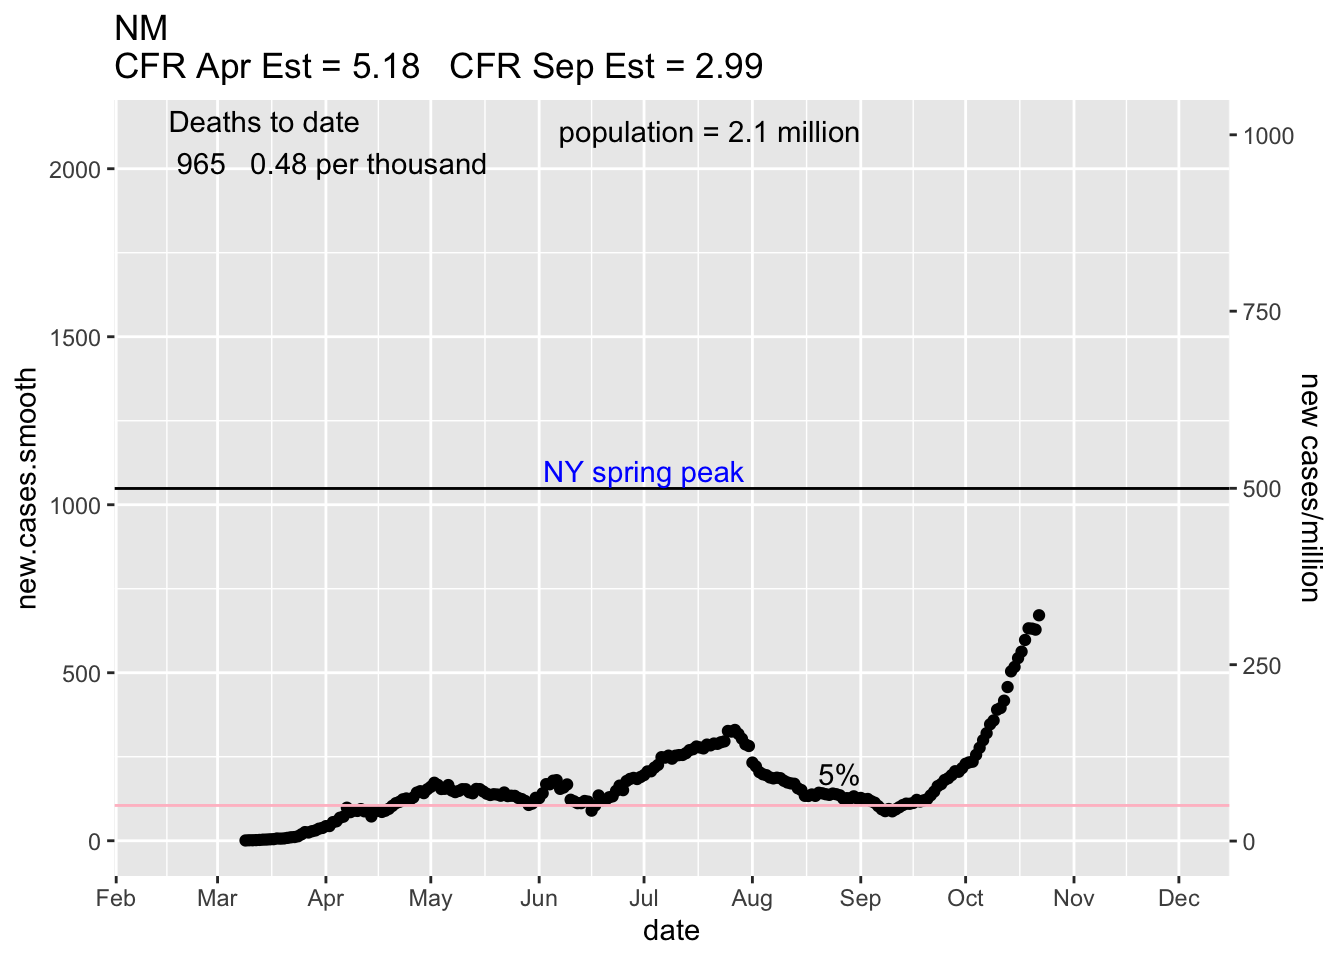 NM
CFR Apr Est = 5.18   CFR Sep Est = 2.99
Deaths to date
965   0.48 per thousand
population = 2.1 million
2000
1500
1000
500
0
1000
750
500
250
0
new.cases.smooth
new cases/million
NY spring peak
5%
Feb Mar Apr May Jun Jul Aug Sep Oct Nov Dec
date